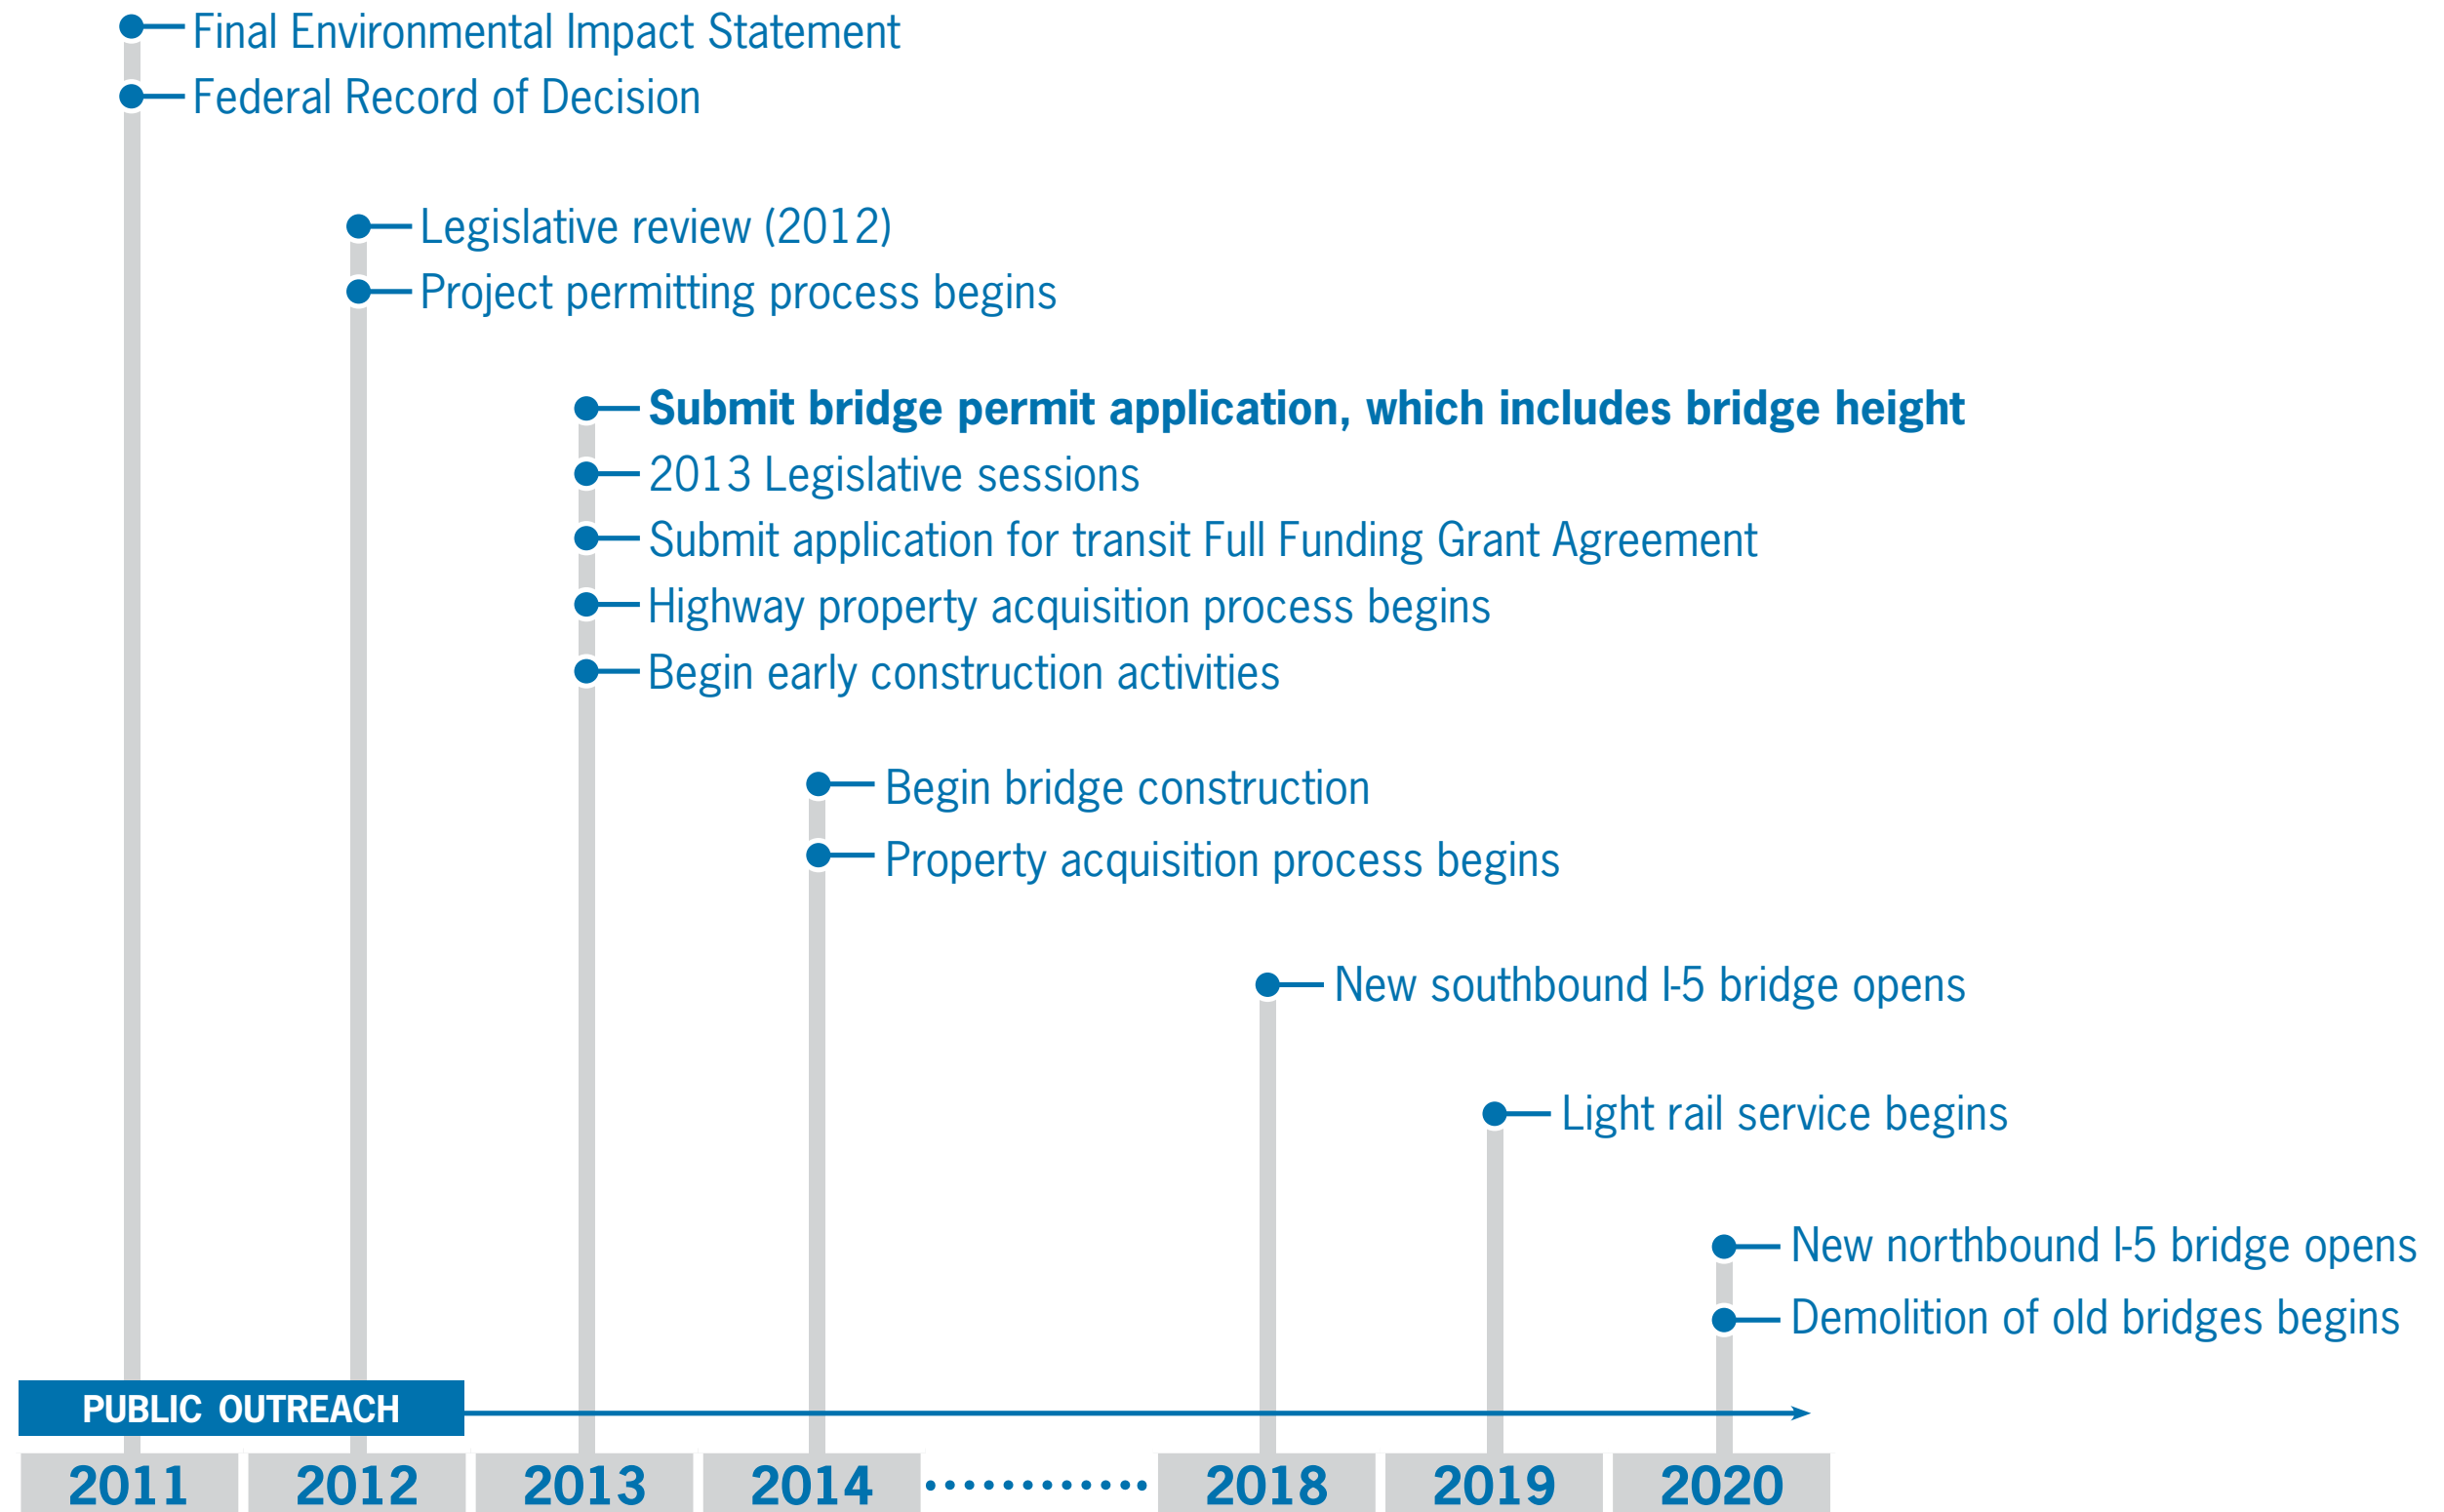 Final Environmental Impact Statement
Federal Record of Decision
Legislative review (2012)
Project permitting process begins
Submit bridge permit application, which includes bridge height
2013 Legislative sessions
Submit application for transit Full Funding Grant Agreement
Highway property acquisition process begins
Begin early construction activities
Begin bridge construction
Property acquisition process begins
New southbound I-5 bridge opens
Light rail service begins
New northbound I-5 bridge opens
Demolition of old bridges begins
PUBLIC OUTREACH
2011 2012 2013 2014 2018 2019 2020